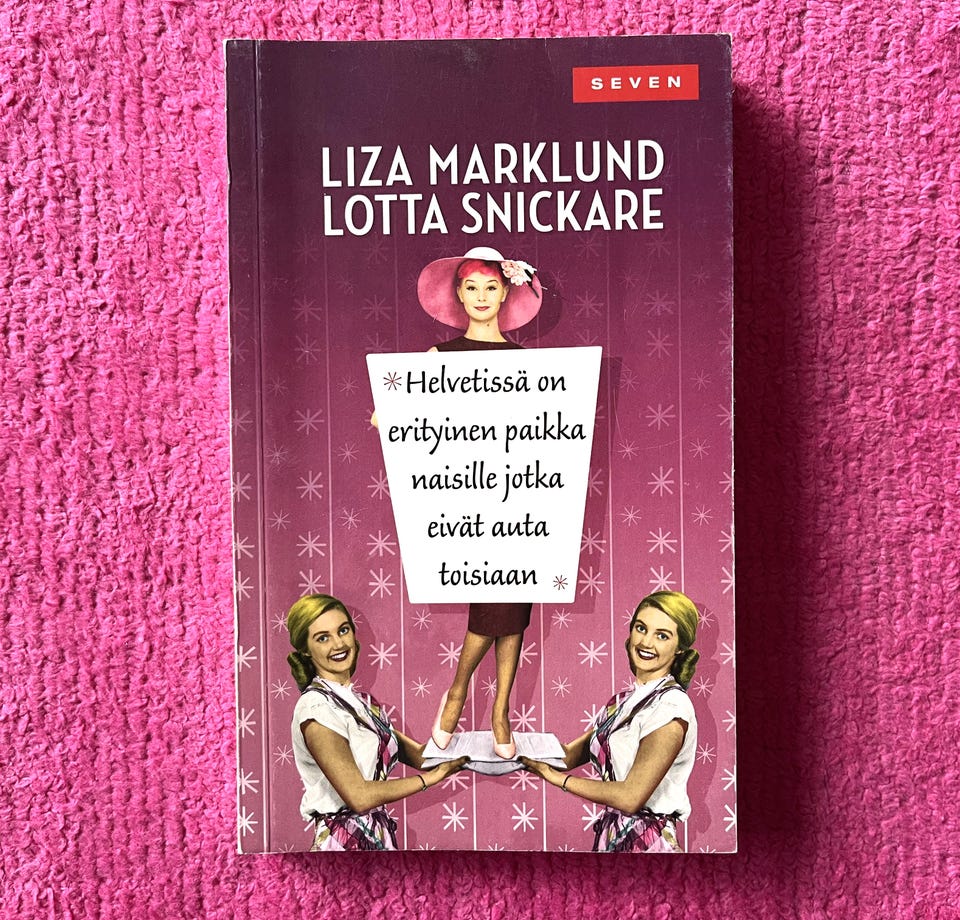 SEVEN
LIZA MARKLUND
LOTTA SNICKARE
*Helvetissä on
erityinen paikka
naisille jotka
eivät auta
toisiaan *